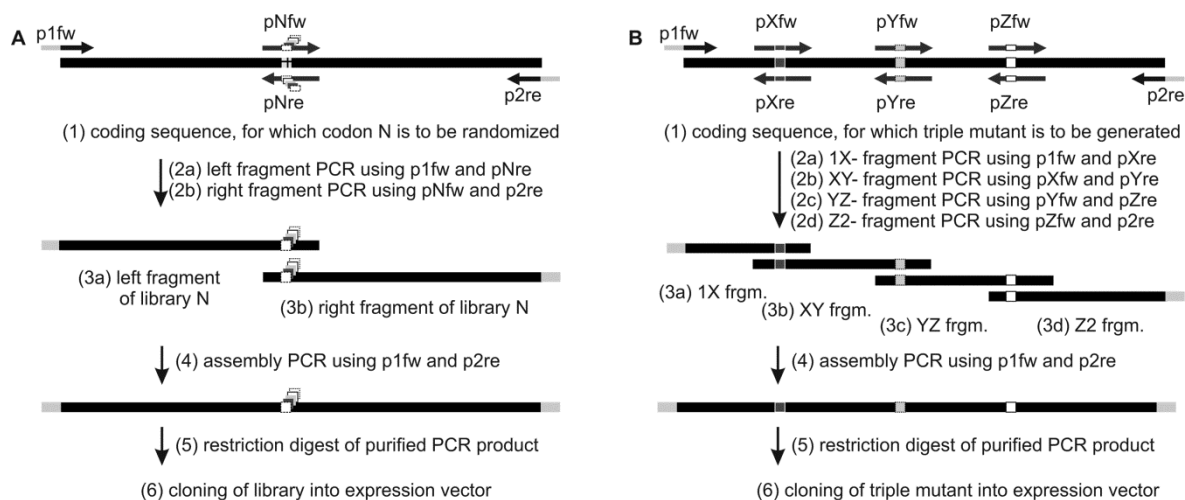 A
p1fw
pNfw
pNre
p2re
(1) coding sequence, for which codon N is to be randomized
(2a) left fragment PCR using p1fw and pNre
(2b) right fragment PCR using pNfw and p2re
(3a) left fragment
of library N
(3b) right fragment of library N
(4) assembly PCR using p1fw and p2re
(5) restriction digest of purified PCR product
(6) cloning of library into expression vector
B
p1fw
pXfw
pYfw
pZfw
pXre
pYre
pZre
p2re
(1) coding sequence, for which triple mutant is to be generated
(2a) 1X- fragment PCR using p1fw and pXre
(2b) XY- fragment PCR using pXfw and pYre
(2c) YZ- fragment PCR using pYfw and pZre
(2d) Z2- fragment PCR using pZfw and p2re
(3a) 1X frgm.
(3b) XY frgm.
(3c) YZ frgm.
(3d) Z2 frgm.
(4) assembly PCR using p1fw and p2re
(5) restriction digest of purified PCR product
(6) cloning of triple mutant into expression vector